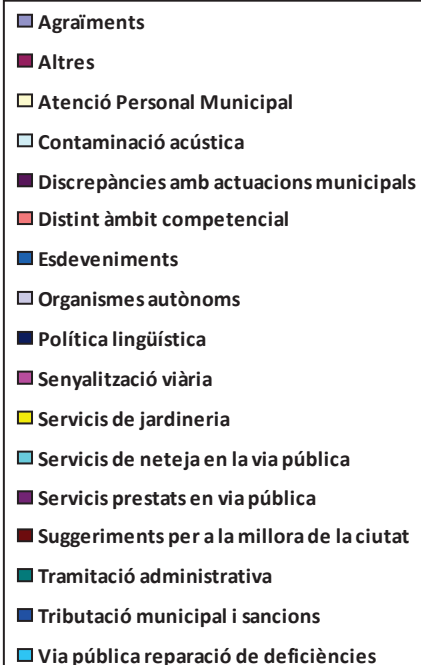 Agraïments
Altres
Atenció Personal Municipal
Contaminació acústica
Discrepàncies amb actuacions municipals
Distint àmbit competencial
Esdeveniments
Organismes autònoms
Política lingüística
Senyalització viària
Servicis de jardineria
Servicis de neteja en la via pública
Servicis prestats en via pública
Suggeriments per a la millora de la ciutat
Tramitació administrativa
Tributació municipal i sancions
Via pública reparació de deficiències